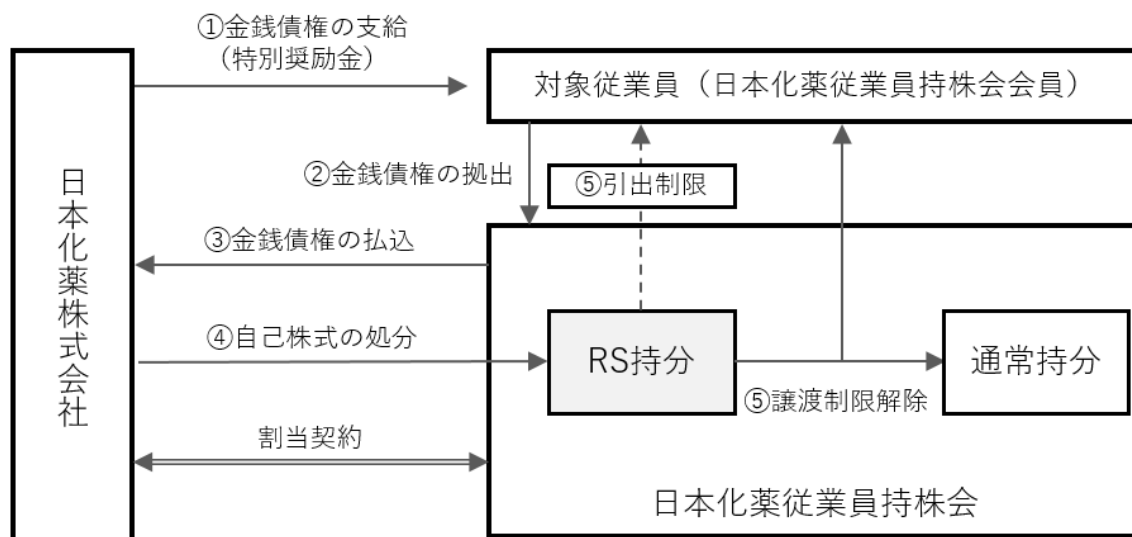 ①金銭債権の支給
（特別奨励金）
対象従業員（日本化薬従業員持株会会員）
②金銭債権の拠出
⑤引出制限
日本化薬株式会社
③金銭債権の払込
④自己株式の処分
RS持分
通常持分
⑤譲渡制限解除
割当契約
日本化薬従業員持株会